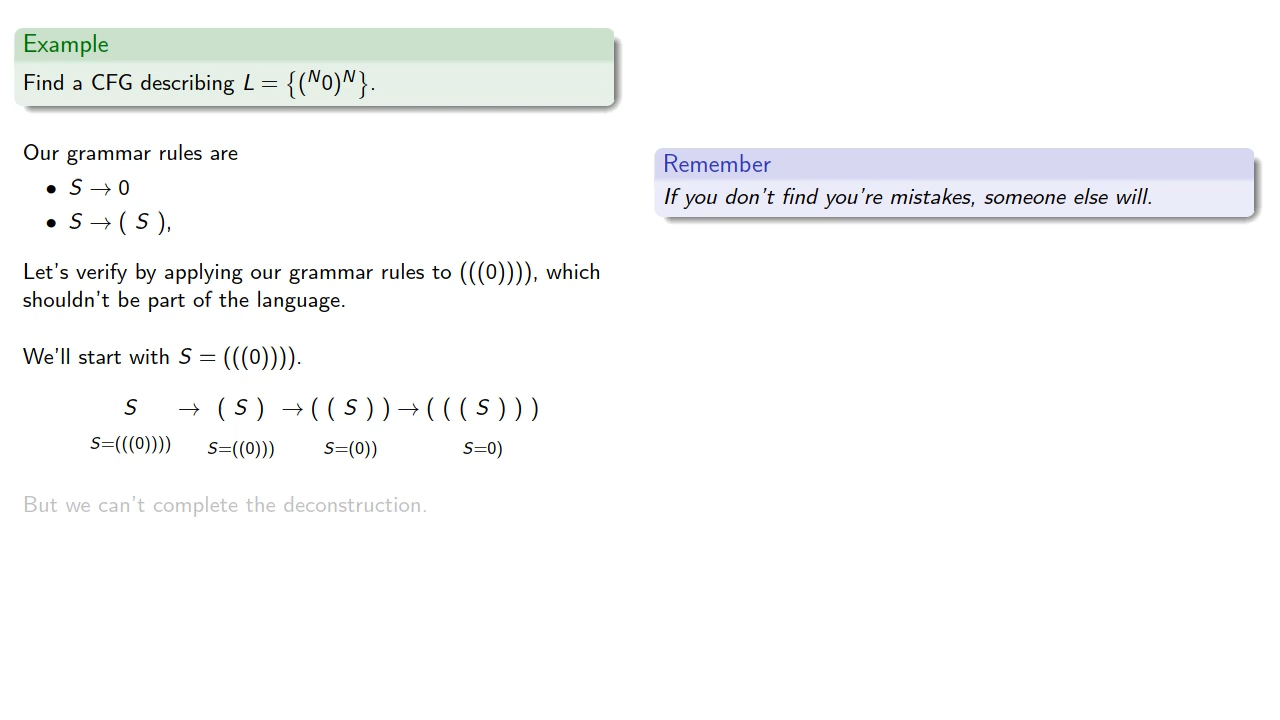 Example
Find a CFG describing L = {(ᴺ0)ᴺ}.
Our grammar rules are
• S → 0
• S → ( S ),
Let's verify by applying our grammar rules to (((0)))), which
shouldn't be part of the language.
We'll start with S = (((0)))).
S → ( S ) → ( ( S ) ) → ( ( ( S ) ) )
S=(((0)))) S=((0))) S=(0)) S=0)
But we can't complete the deconstruction.
Remember
If you don't find you're mistakes, someone else will.